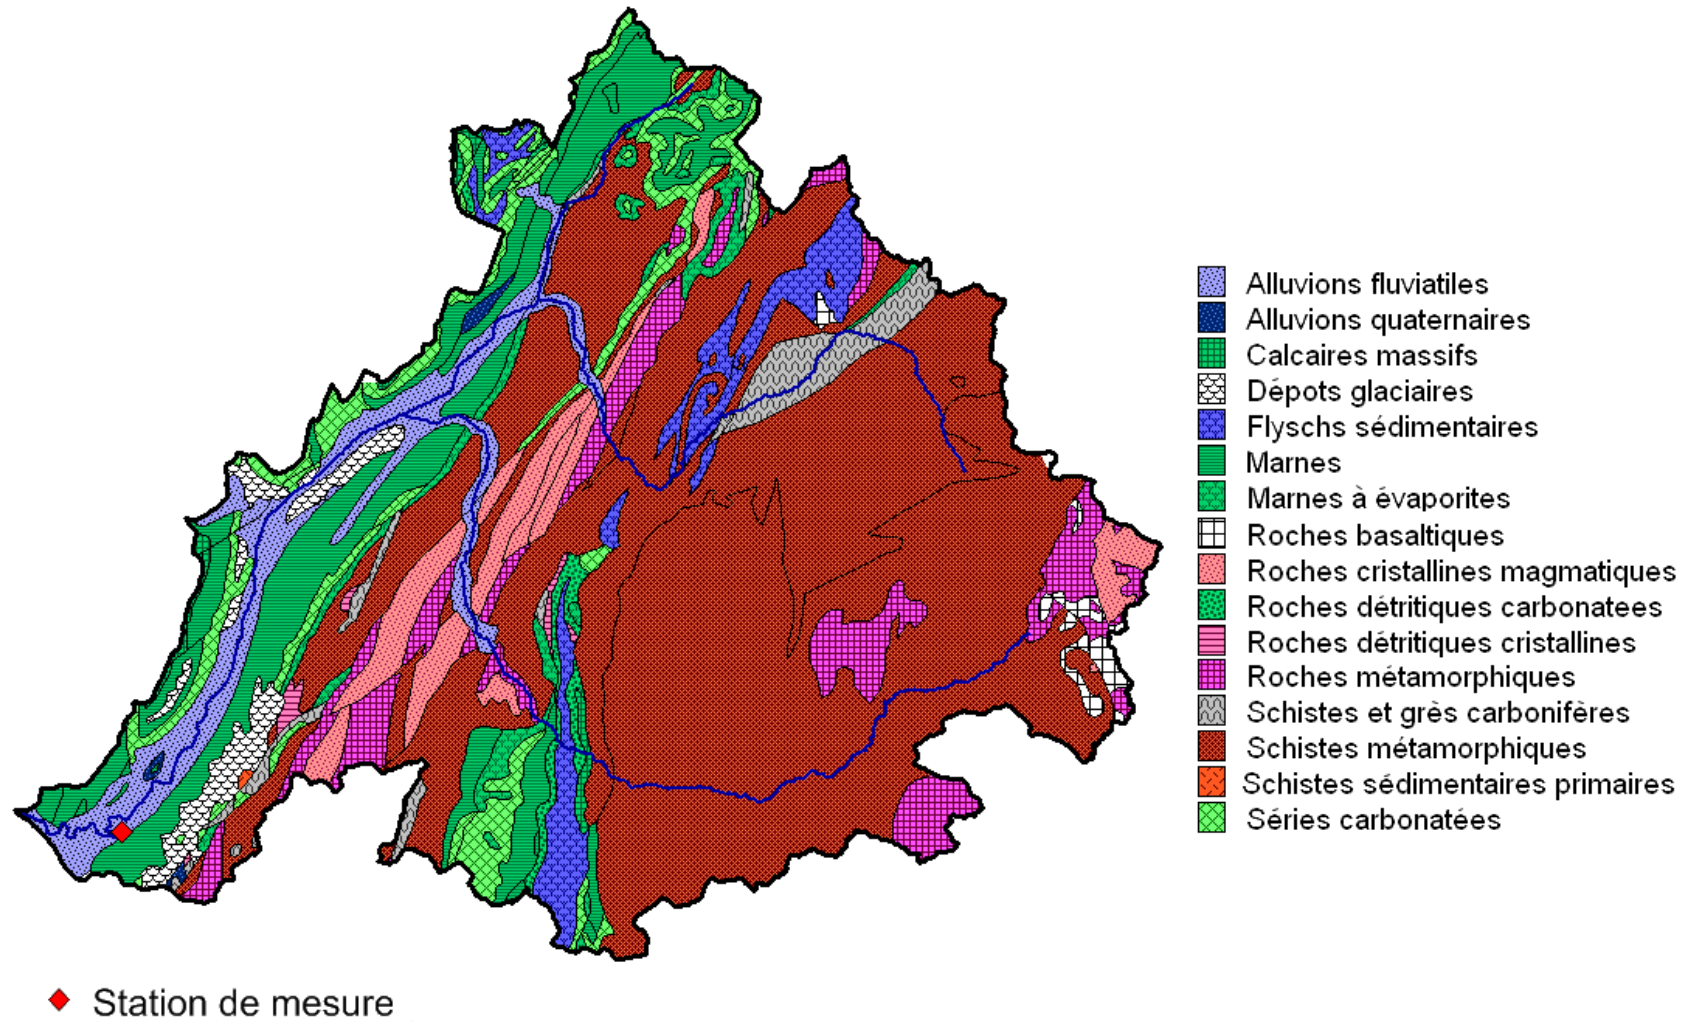 Alluvions fluviatiles
Alluvions quaternaires
Calcaires massifs
Dépots glaciaires
Flyschs sédimentaires
Marnes
Marnes à évaporites
Roches basaltiques
Roches cristallines magmatiques
Roches détritiques carbonatees
Roches détritiques cristallines
Roches métamorphiques
Schistes et grès carbonifères
Schistes métamorphiques
Schistes sédimentaires primaires
Séries carbonatées
Station de mesure